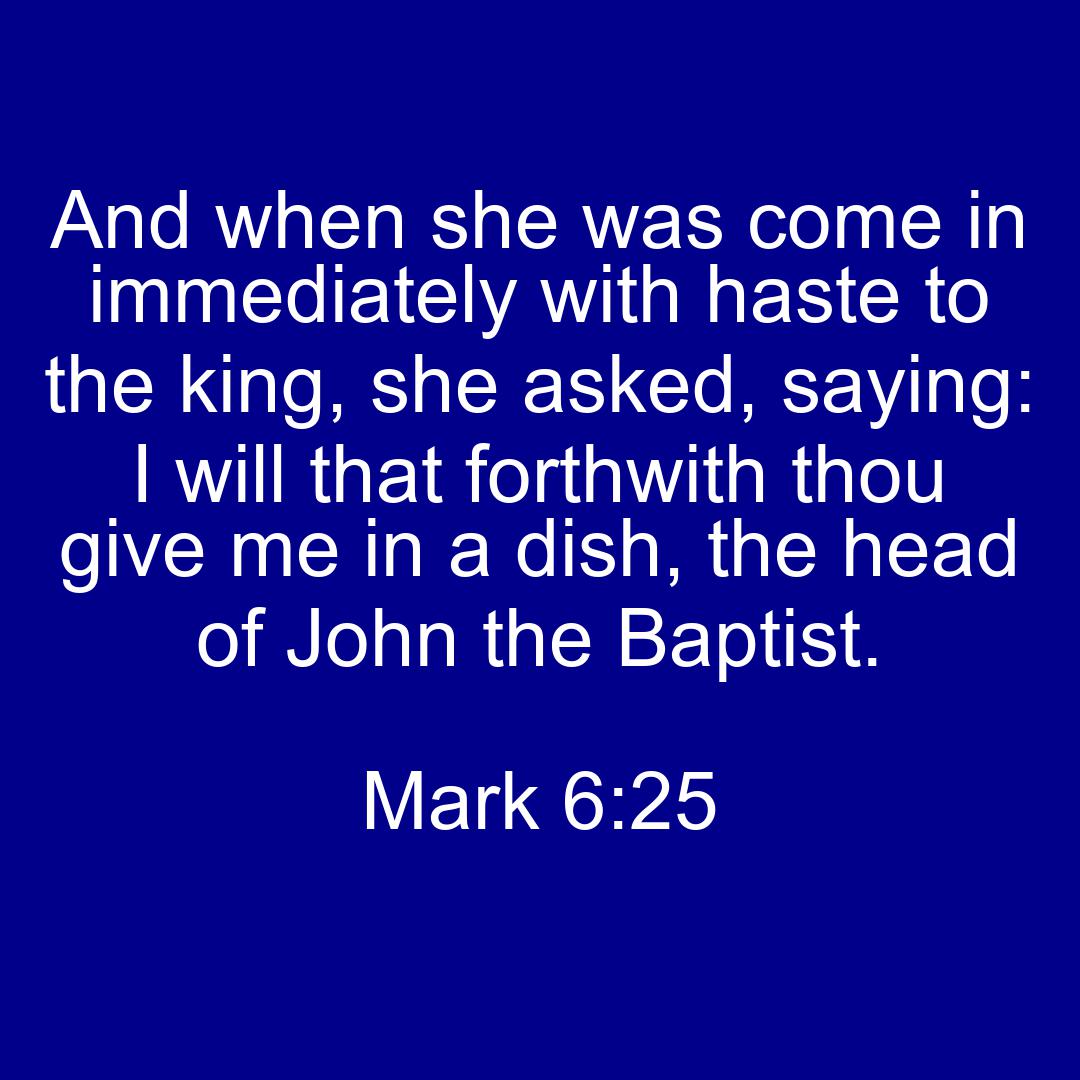 And when she was come in
immediately with haste to
the king, she asked, saying:
I will that forthwith thou
give me in a dish, the head
of John the Baptist.
Mark 6:25